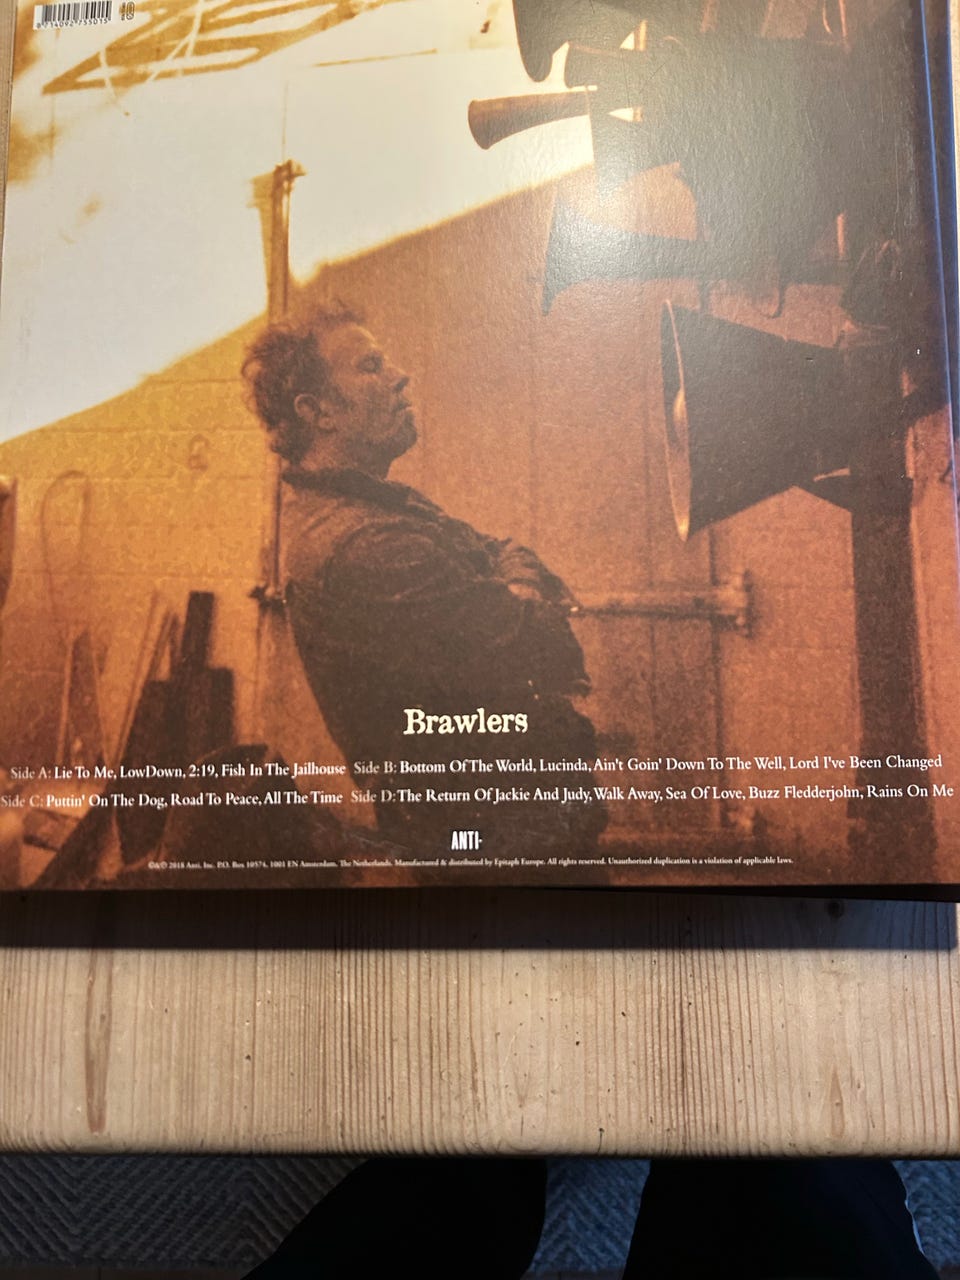 8 714092 755015
Brawlers
Side A: Lie To Me, LowDown, 2:19, Fish In The Jailhouse Side B: Bottom Of The World, Lucinda, Ain't Goin' Down To The Well, Lord I've Been Changed
Side C: Puttin' On The Dog, Road To Peace, All The Time Side D: The Return Of Jackie And Judy, Walk Away, Sea Of Love, Buzz Fledderjohn, Rains On Me
ANTI-
℗&© 2018 Anti, Inc. P.O. Box 10574, 1001 EN Amsterdam, The Netherlands. Manufactured & distributed by Epitaph Europe. All rights reserved. Unauthorized duplication is a violation of applicable laws.